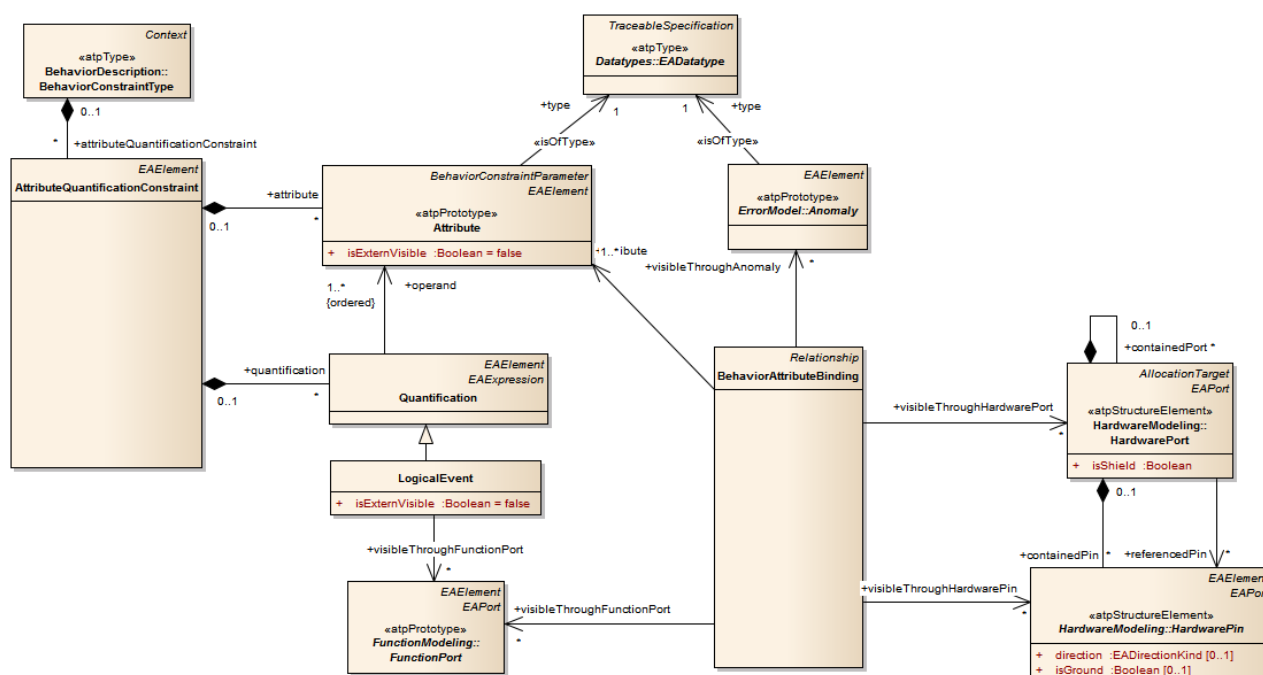 Context
«atpType»
BehaviorDescription::
BehaviorConstraintType
0..1
*
+attributeQuantificationConstraint
EAElement
AttributeQuantificationConstraint
0..1
+attribute
*
0..1
+quantification
*
TraceableSpecification
«atpType»
Datatypes::EADatatype
+type
1
1
+type
«isOfType»
«isOfType»
BehaviorConstraintParameter
EAElement
«atpPrototype»
Attribute
+ isExternVisible :Boolean = false
EAElement
«atpPrototype»
ErrorModel::Anomaly
1..*
ibute
+visibleThroughAnomaly
*
1..*
{ordered}
+operand
EAElement
EAExpression
Quantification
LogicalEvent
+ isExternVisible :Boolean = false
+visibleThroughFunctionPort
*
EAElement
EAPort
«atpPrototype»
FunctionModeling::
FunctionPort
+visibleThroughFunctionPort
*
Relationship
BehaviorAttributeBinding
+visibleThroughHardwarePort
*
0..1
+containedPort *
AllocationTarget
EAPort
«atpStructureElement»
HardwareModeling::
HardwarePort
+ isShield :Boolean
0..1
+containedPin *
+referencedPin *
+visibleThroughHardwarePin
*
EAElement
EAPort
«atpStructureElement»
HardwareModeling::HardwarePin
+ direction :EADirectionKind [0..1]
+ isGround :Boolean [0..1]